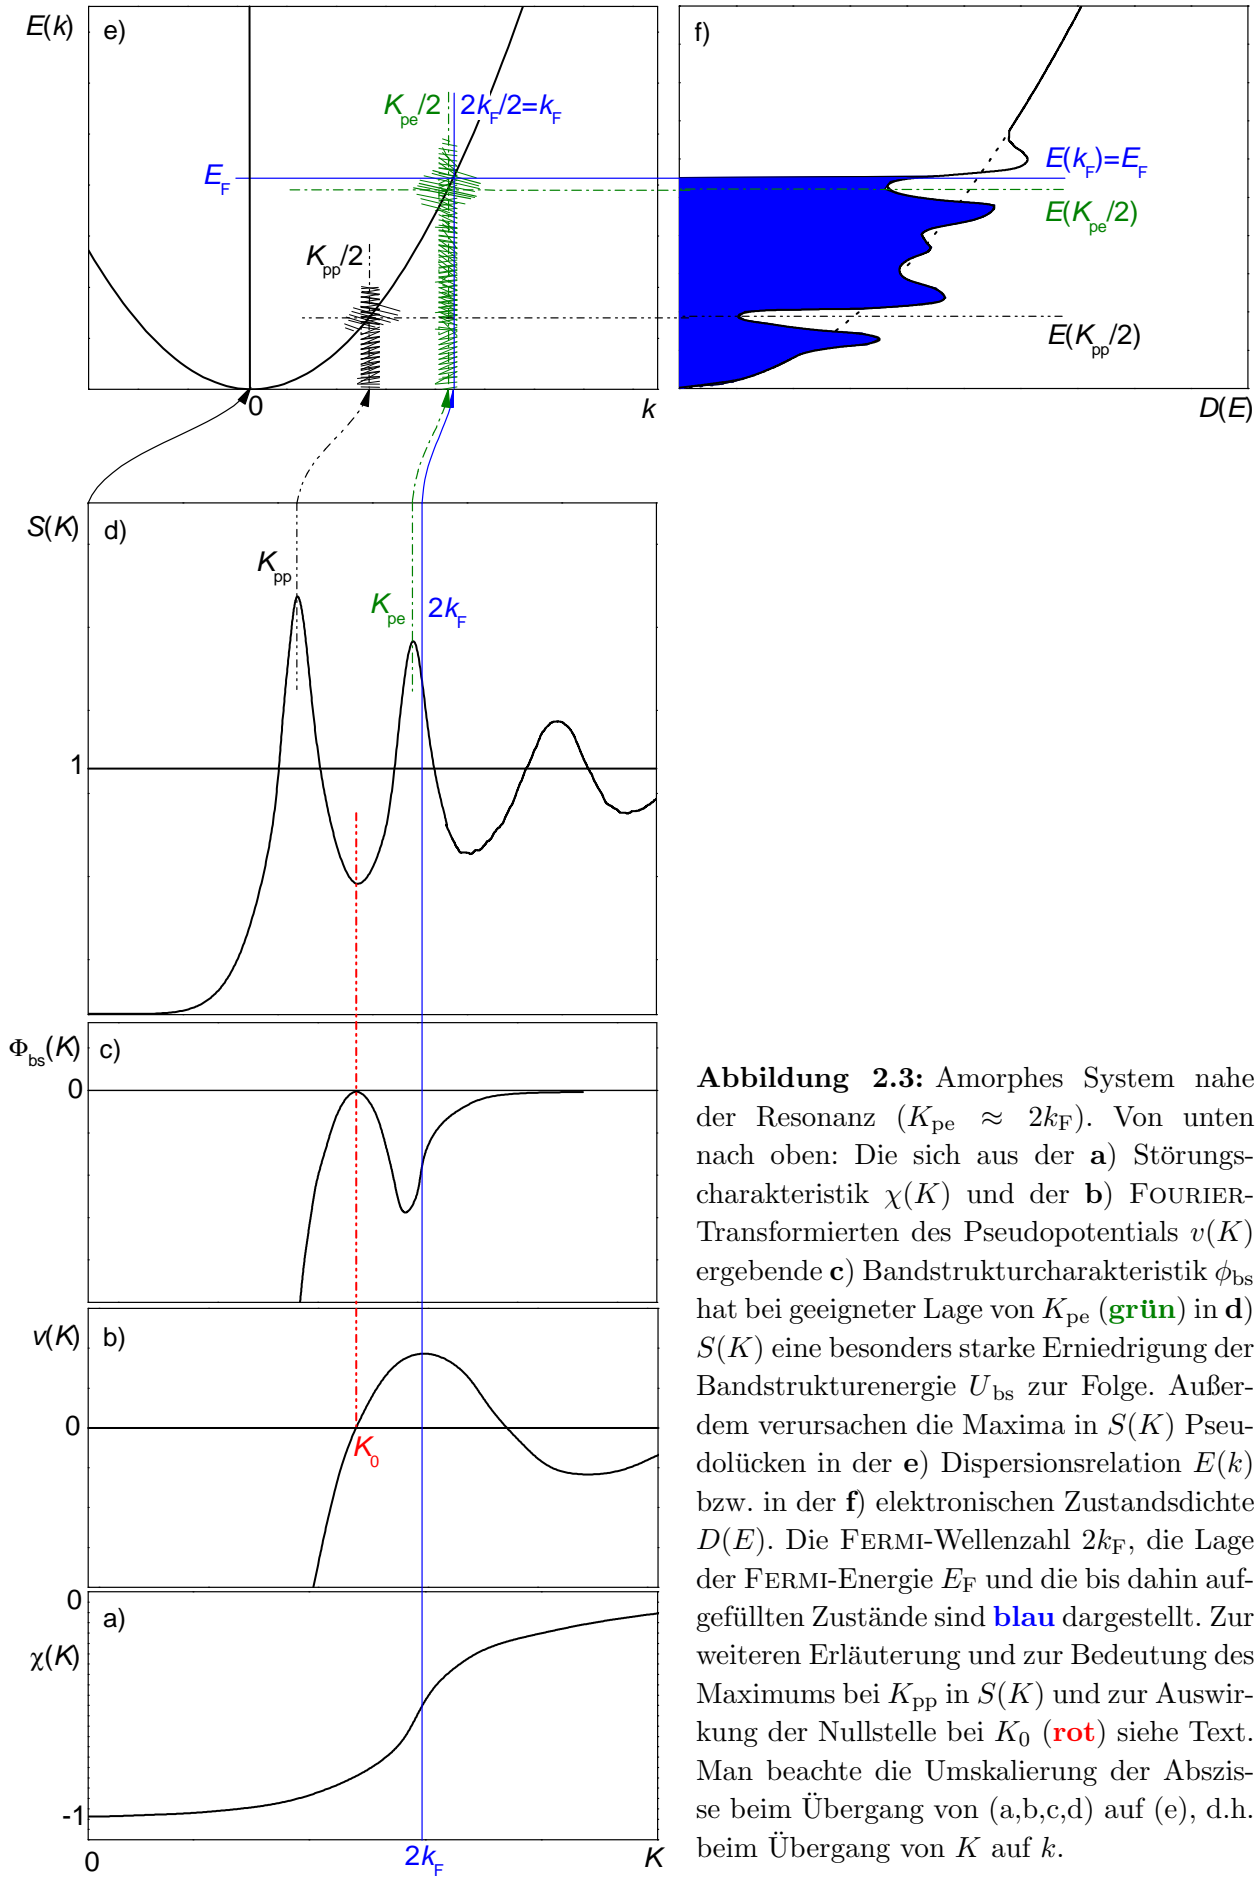 E(k)
e)
K_pe/2
2k_F/2=k_F
E_F
K_pp/2
0
k
f)
E(k_F)=E_F
E(K_pe/2)
E(K_pp/2)
D(E)
S(K)
d)
K_pp
K_pe
2k_F
1
Φ_bs(K)
c)
0
v(K)
b)
0
K_0
0
a)
χ(K)
-1
0
2k_F
K
Abbildung 2.3: Amorphes System nahe
der Resonanz (K_pe ≈ 2k_F). Von unten
nach oben: Die sich aus der a) Störungs-
charakteristik χ(K) und der b) FOURIER-
Transformierten des Pseudopotentials v(K)
ergebende c) Bandstrukturcharakteristik ϕ_bs
hat bei geeigneter Lage von K_pe (grün) in d)
S(K) eine besonders starke Erniedrigung der
Bandstrukturenergie U_bs zur Folge. Außer-
dem verursachen die Maxima in S(K) Pseu-
dolücken in der e) Dispersionsrelation E(k)
bzw. in der f) elektronischen Zustandsdichte
D(E). Die FERMI-Wellenzahl 2k_F, die Lage
der FERMI-Energie E_F und die bis dahin auf-
gefüllten Zustände sind blau dargestellt. Zur
weiteren Erläuterung und zur Bedeutung des
Maximums bei K_pp in S(K) und zur Auswir-
kung der Nullstelle bei K_0 (rot) siehe Text.
Man beachte die Umskalierung der Abszis-
se beim Übergang von (a,b,c,d) auf (e), d.h.
beim Übergang von K auf k.